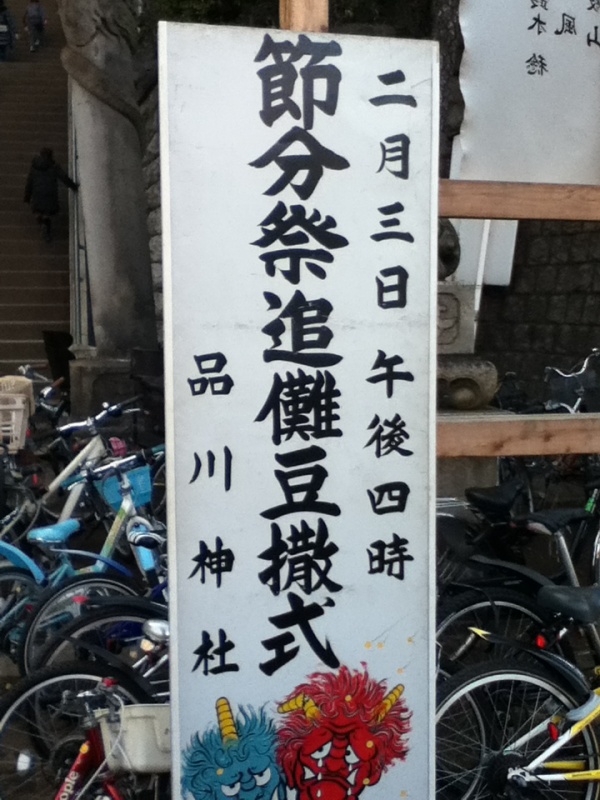 二月三日 午後四時
節分祭追儺豆撒式
品川神社